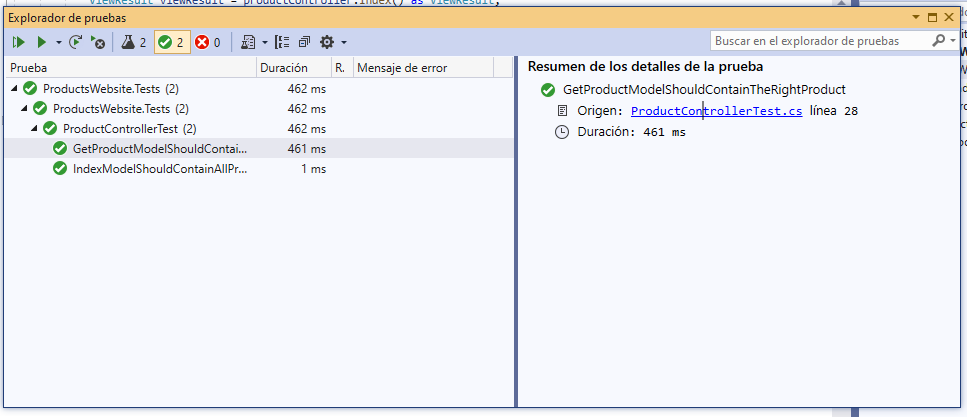 viewResult viewResult = productController.Index() as ViewResult;
Explorador de pruebas
2 2 0 Buscar en el explorador de pruebas
Prueba Duración R. Mensaje de error
ProductsWebsite.Tests (2) 462 ms
ProductsWebsite.Tests (2) 462 ms
ProductControllerTest (2) 462 ms
GetProductModelShouldContai... 461 ms
IndexModelShouldContainAllPr... 1 ms
Resumen de los detalles de la prueba
GetProductModelShouldContainTheRightProduct
Origen: ProductControllerTest.cs línea 28
Duración: 461 ms